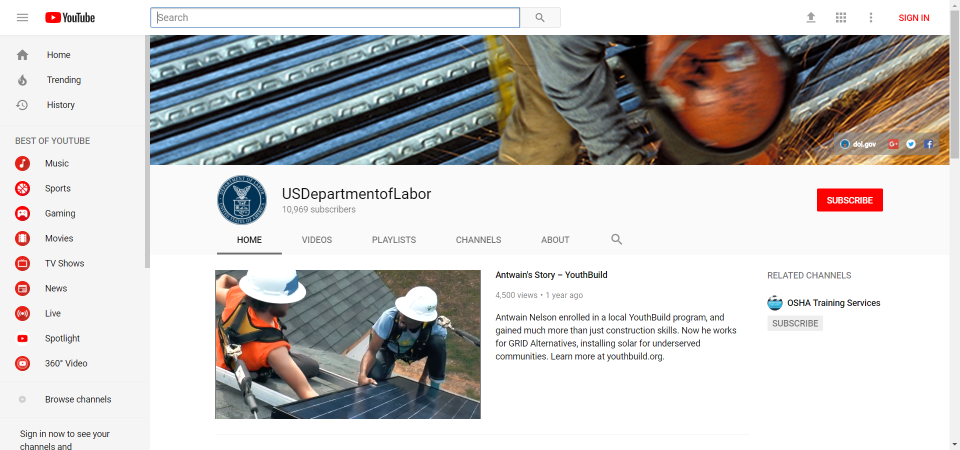 YouTube
Search
SIGN IN
Home
Trending
History
BEST OF YOUTUBE
Music
Sports
Gaming
Movies
TV Shows
News
Live
Spotlight
360° Video
Browse channels
Sign in now to see your
channels and
dol.gov
USDepartmentofLabor
10,969 subscribers
SUBSCRIBE
HOME
VIDEOS
PLAYLISTS
CHANNELS
ABOUT
Antwain's Story – YouthBuild
4,500 views • 1 year ago
Antwain Nelson enrolled in a local YouthBuild program, and
gained much more than just construction skills. Now he works
for GRID Alternatives, installing solar for underserved
communities. Learn more at youthbuild.org.
RELATED CHANNELS
OSHA Training Services
SUBSCRIBE